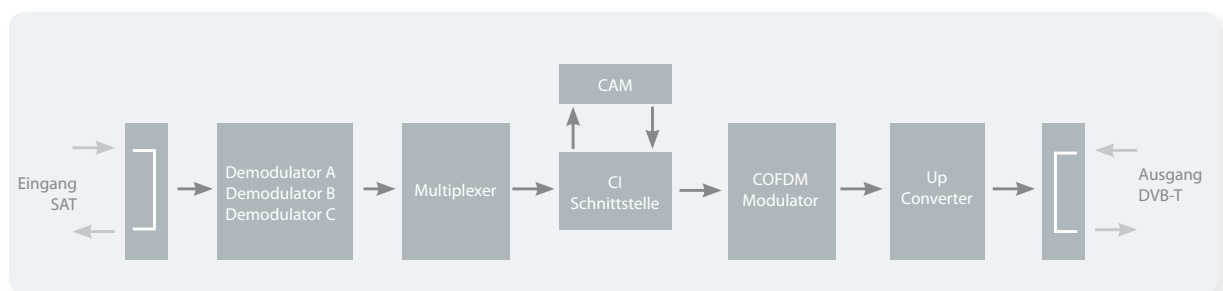 Eingang
SAT
Demodulator A
Demodulator B
Demodulator C
Multiplexer
CAM
CI
Schnittstelle
COFDM
Modulator
Up
Converter
Ausgang
DVB-T